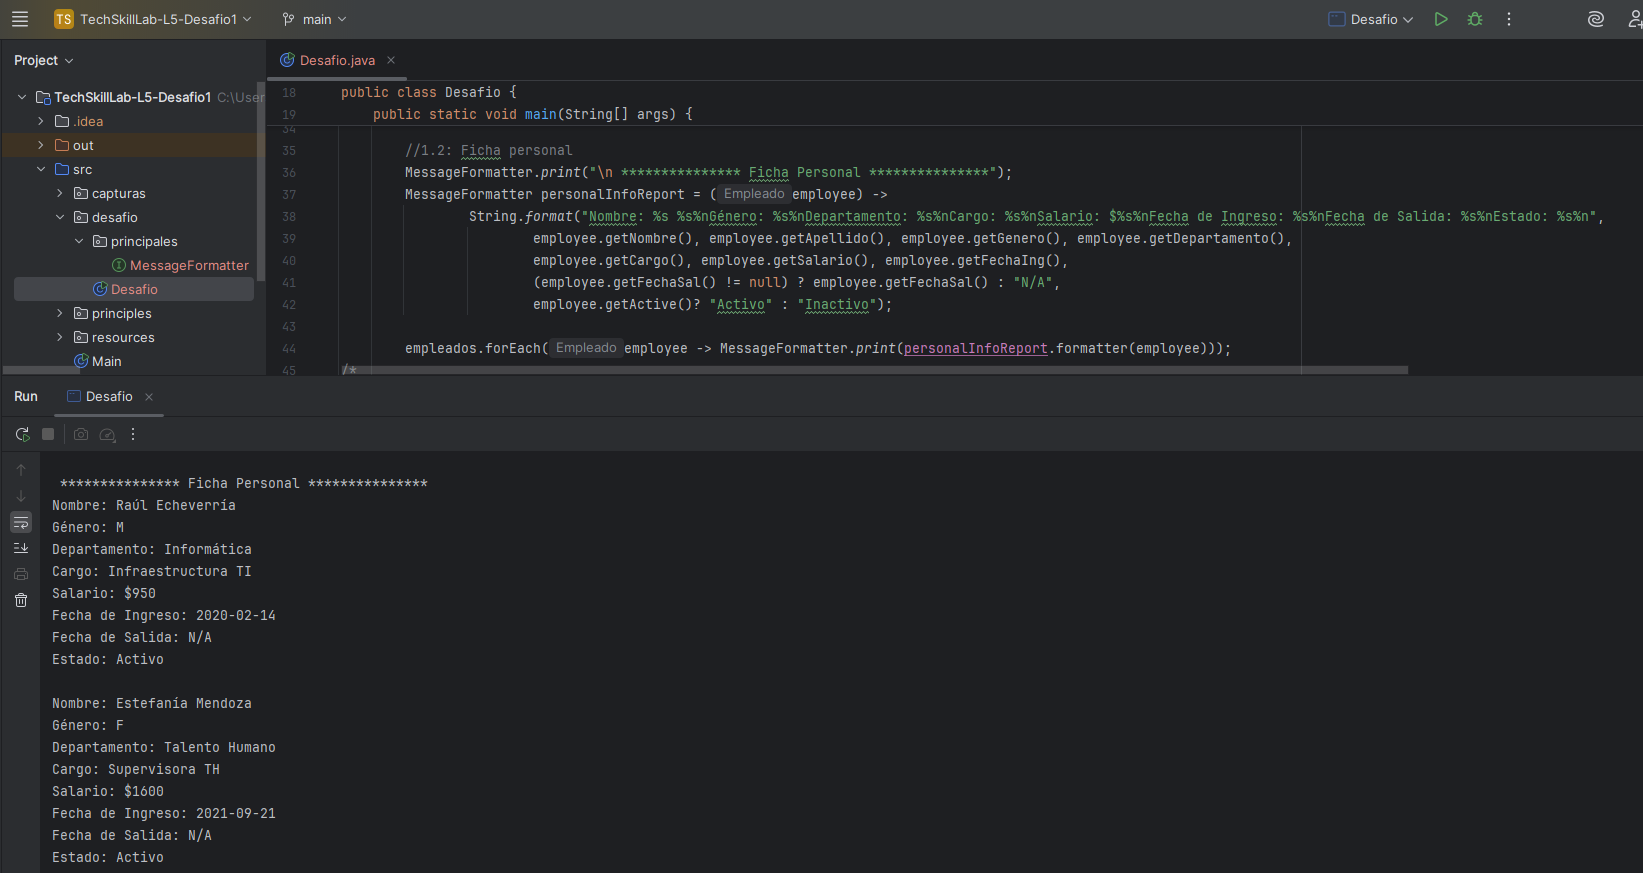 TS TechSkillLab-L5-Desafio1 main Desafio
Project
Desafio.java
TechSkillLab-L5-Desafio1 C:\User
.idea
out
src
capturas
desafio
principales
MessageFormatter
Desafio
principles
resources
Main
18 public class Desafio {
19 public static void main(String[] args) {
34
35 //1.2: Ficha personal
36 MessageFormatter.print("\n *************** Ficha Personal ***************");
37 MessageFormatter personalInfoReport = ( Empleado employee) ->
38 String.format("Nombre: %s %s%nGénero: %s%nDepartamento: %s%nCargo: %s%nSalario: $%s%nFecha de Ingreso: %s%nFecha de Salida: %s%nEstado: %s%n",
39 employee.getNombre(), employee.getApellido(), employee.getGenero(), employee.getDepartamento(),
40 employee.getCargo(), employee.getSalario(), employee.getFechaIng(),
41 (employee.getFechaSal() != null) ? employee.getFechaSal() : "N/A",
42 employee.getActive()? "Activo" : "Inactivo");
43
44 empleados.forEach( Empleado employee -> MessageFormatter.print(personalInfoReport.formatter(employee)));
45 /*
Run Desafio
*************** Ficha Personal ***************
Nombre: Raúl Echeverría
Género: M
Departamento: Informática
Cargo: Infraestructura TI
Salario: $950
Fecha de Ingreso: 2020-02-14
Fecha de Salida: N/A
Estado: Activo
Nombre: Estefanía Mendoza
Género: F
Departamento: Talento Humano
Cargo: Supervisora TH
Salario: $1600
Fecha de Ingreso: 2021-09-21
Fecha de Salida: N/A
Estado: Activo